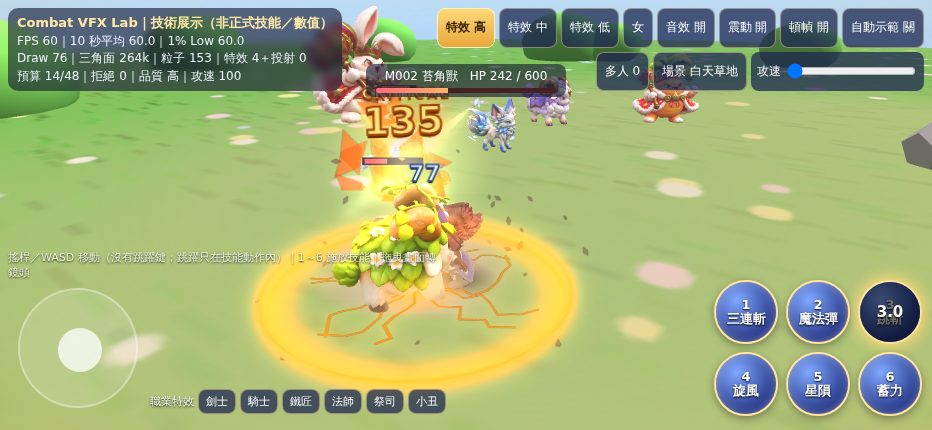 Combat VFX Lab｜技術展示（非正式技能／數值）
FPS 60｜10 秒平均 60.0｜1% Low 60.0
Draw 76｜三角面 264k｜粒子 153｜特效 4＋投射 0
預算 14/48｜拒絕 0｜品質 高｜攻速 100
特效 高
特效 中
特效 低
女
音效 開
震動 開
頓幀 開
自動示範 關
多人 0
場景 白天草地
攻速
M002 苔角獸 HP 242 / 600
135
77
搖桿／WASD 移動（沒有跳躍鍵；跳躍只在技能動作內）｜1～6 施放技能｜拖曳畫面轉
鏡頭
1
三連斬
2
魔法彈
3
3.0
跳斬
4
旋風
5
星隕
6
蓄力
職業特效
劍士
騎士
鐵匠
法師
祭司
小丑